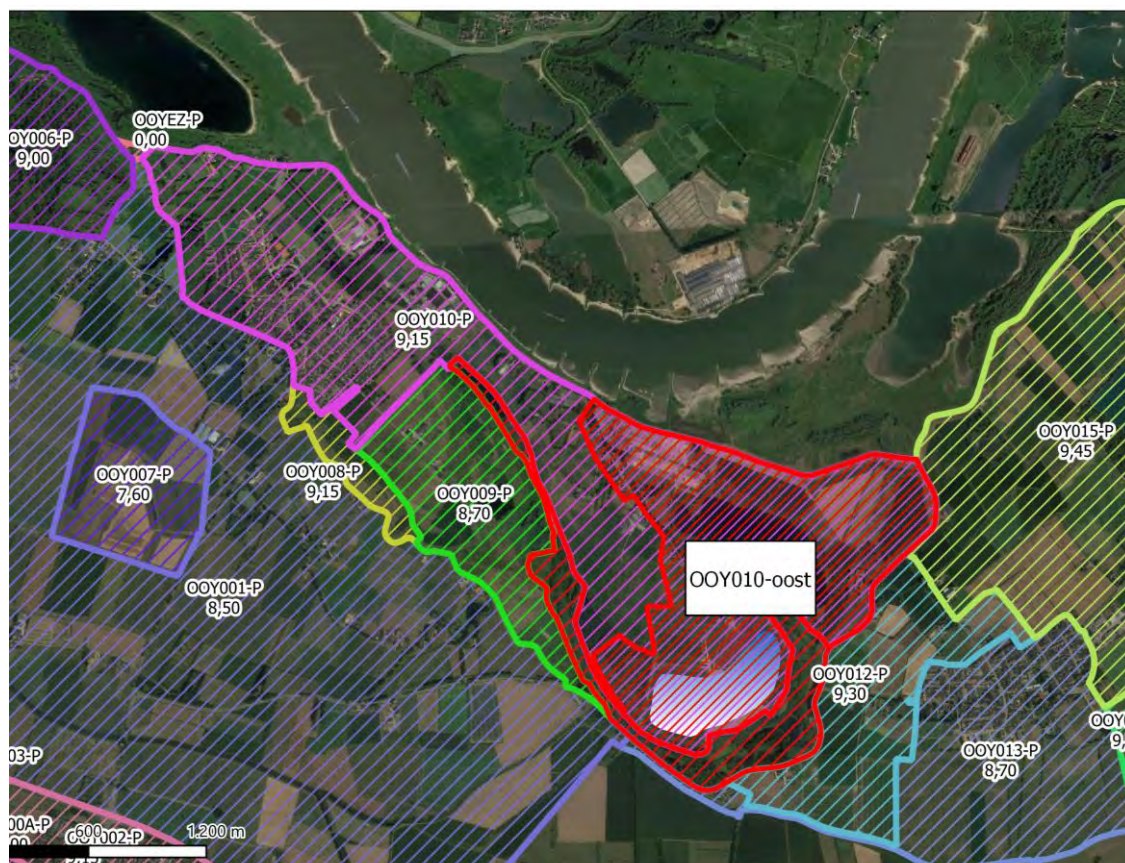 OOYEZ-P
0,00
OOY006-P
9,00
OOY010-P
9,15
OOY015-P
9,45
OOY007-P
7,60
OOY008-P
9,15
OOY009-P
8,70
OOY010-oost
OOY001-P
8,50
OOY012-P
9,30
OOY013-P
8,70
03-P
00A-P
600
1.200 m